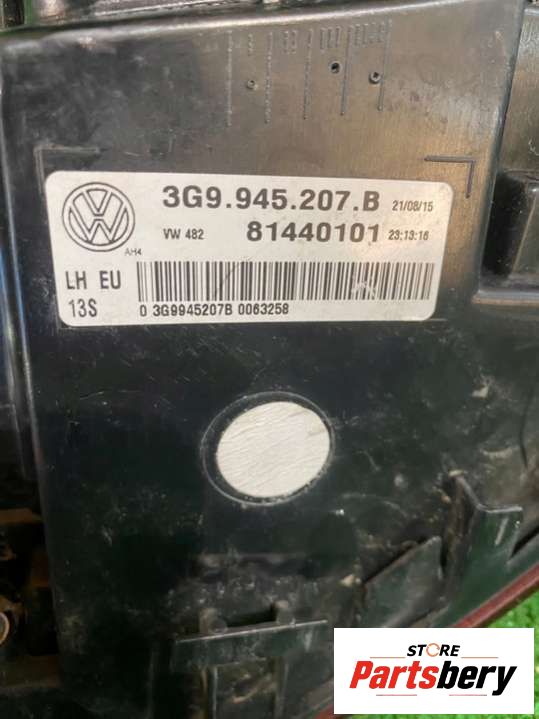 3G9.945.207.B 21/08/15
VW 482 81440101 23:13:16
AH4
LH EU
13S 0 3G9945207B 0063258
STORE
Partsbery